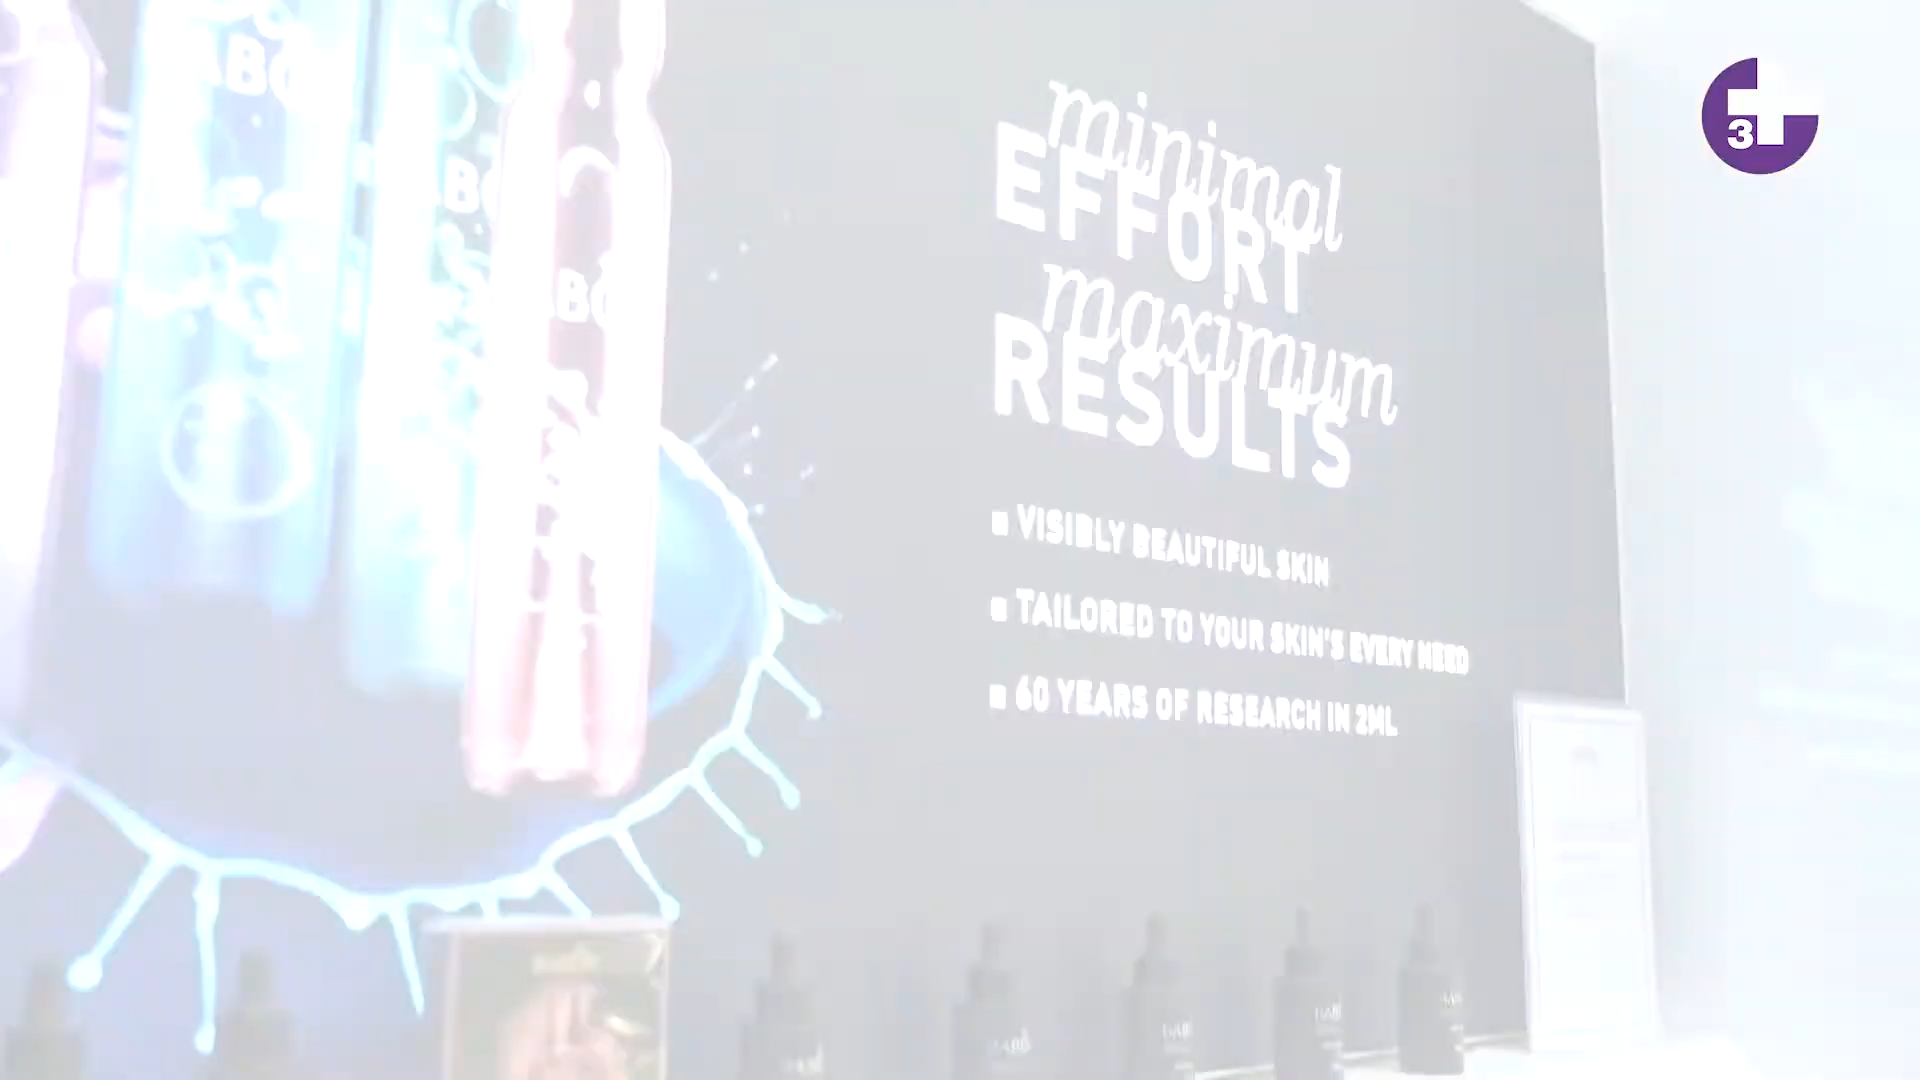 minimal
EFFORT
maximum
RESULTS
VISIBLY BEAUTIFUL SKIN
TAILORED TO YOUR SKIN'S EVERY NEED
60 YEARS OF RESEARCH IN 2ML
3